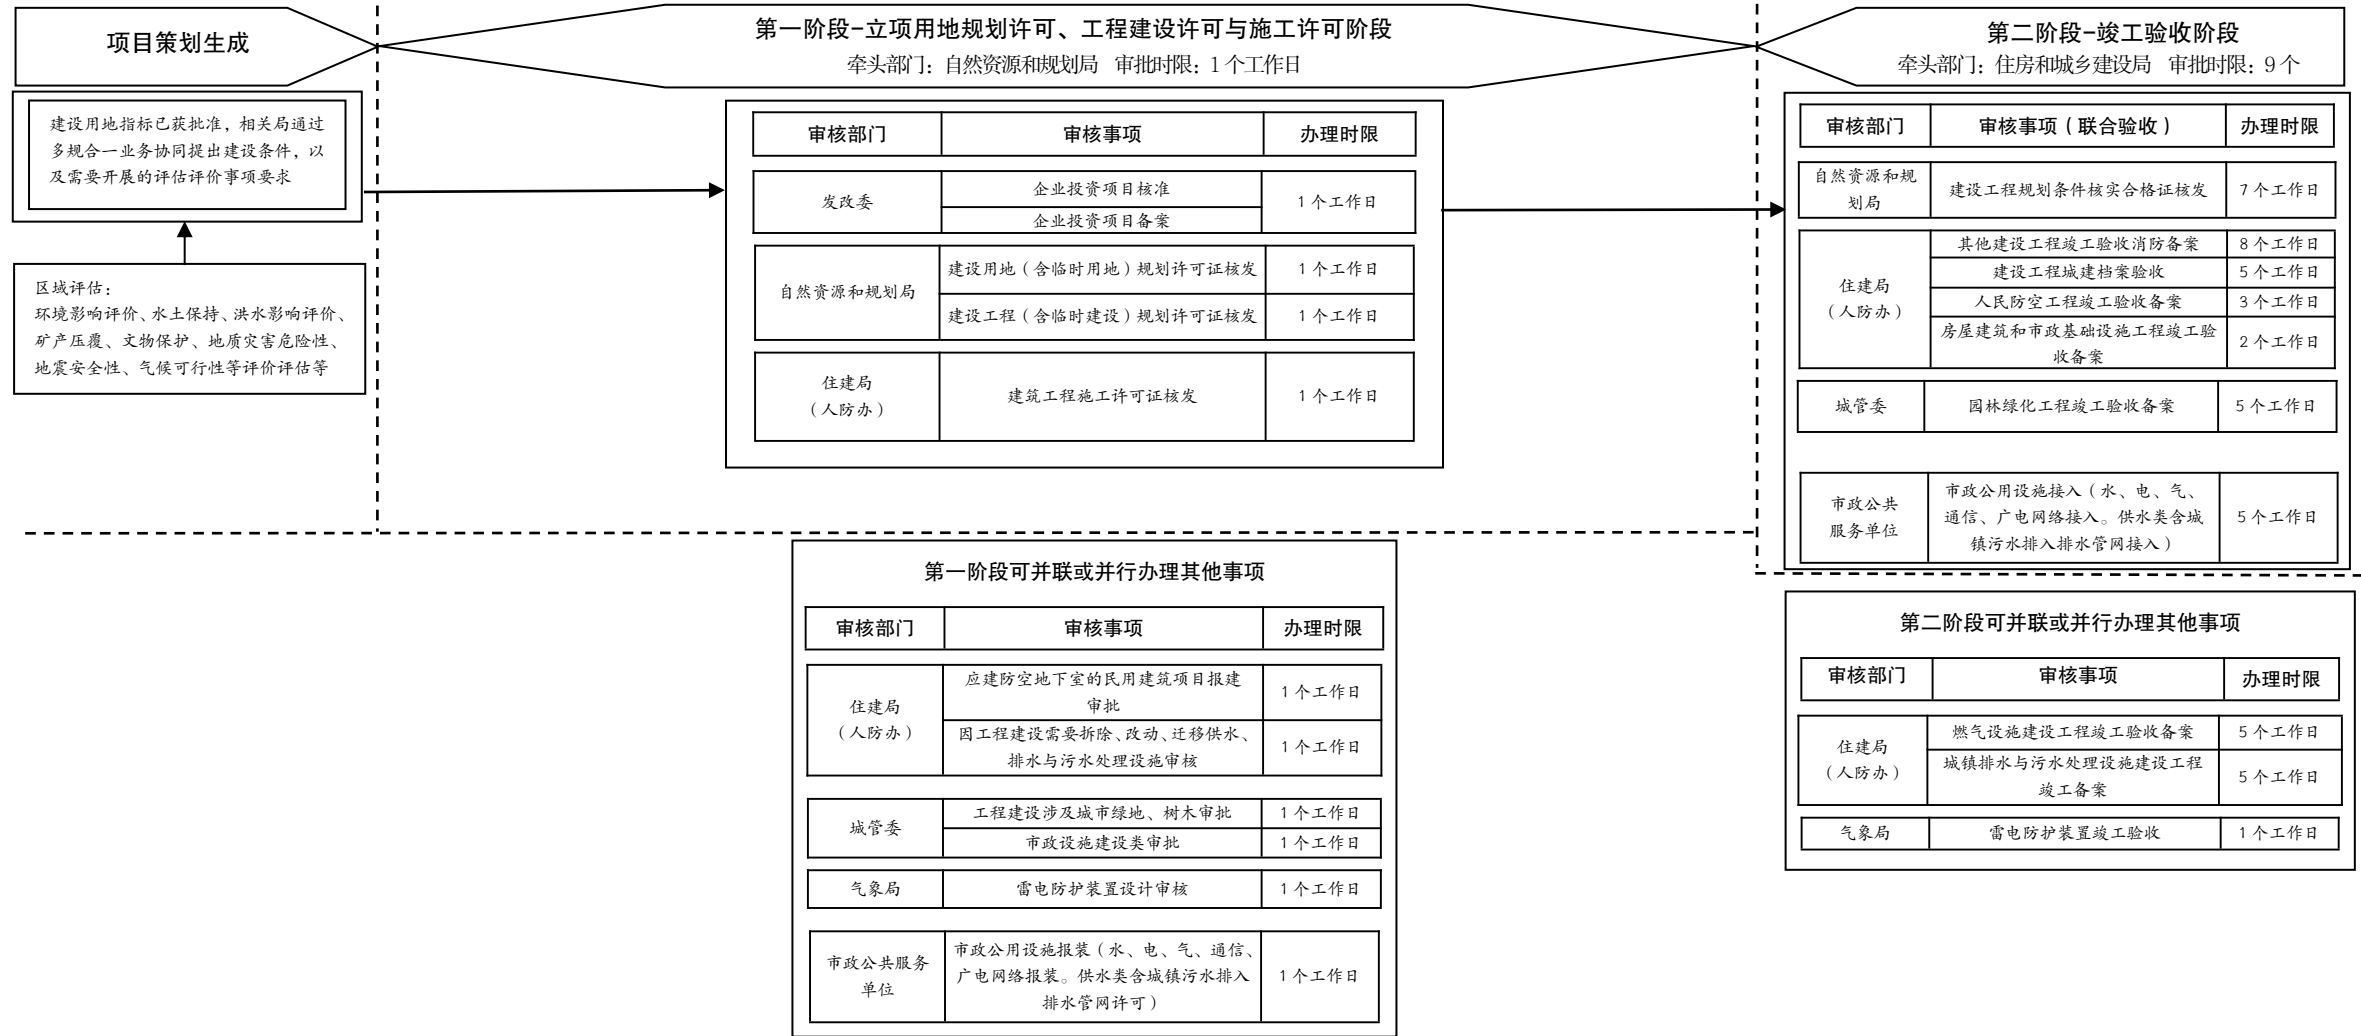 项目策划生成
建设用地指标已获批准，相关局通过
多规合一业务协同提出建设条件，以
及需要开展的评估评价事项要求
区域评估：
环境影响评价、水土保持、洪水影响评价、
矿产压覆、文物保护、地质灾害危险性、
地震安全性、气候可行性等评价评估等
第一阶段-立项用地规划许可、工程建设许可与施工许可阶段
牵头部门：自然资源和规划局 审批时限：1个工作日
审核部门 审核事项 办理时限
发改委
企业投资项目核准
企业投资项目备案
1个工作日
自然资源和规划局
建设用地（含临时用地）规划许可证核发 1个工作日
建设工程（含临时建设）规划许可证核发 1个工作日
住建局
（人防办）
建筑工程施工许可证核发 1个工作日
第二阶段-竣工验收阶段
牵头部门：住房和城乡建设局 审批时限：9个
审核部门 审核事项（联合验收） 办理时限
自然资源和规
划局
建设工程规划条件核实合格证核发 7个工作日
住建局
（人防办）
其他建设工程竣工验收消防备案 8个工作日
建设工程城建档案验收 5个工作日
人民防空工程竣工验收备案 3个工作日
房屋建筑和市政基础设施工程竣工验
收备案
2个工作日
城管委 园林绿化工程竣工验收备案 5个工作日
市政公共
服务单位
市政公用设施接入（水、电、气、
通信、广电网络接入。供水类含城
镇污水排入排水管网接入）
5个工作日
第一阶段可并联或并行办理其他事项
审核部门 审核事项 办理时限
住建局
（人防办）
应建防空地下室的民用建筑项目报建
审批
1个工作日
因工程建设需要拆除、改动、迁移供水、
排水与污水处理设施审核
1个工作日
城管委
工程建设涉及城市绿地、树木审批 1个工作日
市政设施建设类审批 1个工作日
气象局 雷电防护装置设计审核 1个工作日
市政公共服务
单位
市政公用设施报装（水、电、气、通信、
广电网络报装。供水类含城镇污水排入
排水管网许可）
1个工作日
第二阶段可并联或并行办理其他事项
审核部门 审核事项 办理时限
住建局
（人防办）
燃气设施建设工程竣工验收备案 5个工作日
城镇排水与污水处理设施建设工程
竣工备案
5个工作日
气象局 雷电防护装置竣工验收 1个工作日